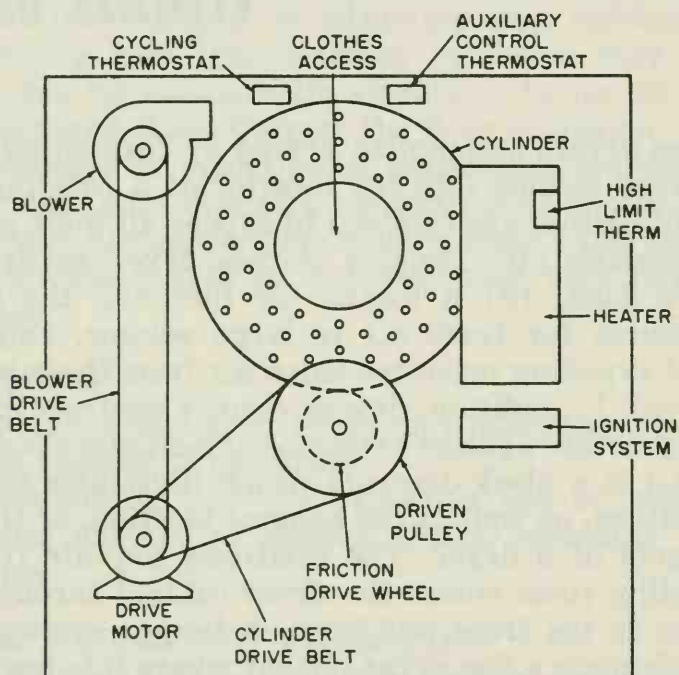 CYCLING
THERMOSTAT
CLOTHES
ACCESS
AUXILIARY
CONTROL
THERMOSTAT
CYLINDER
BLOWER
HIGH
LIMIT
THERM
HEATER
BLOWER
DRIVE
BELT
IGNITION
SYSTEM
DRIVEN
PULLEY
FRICTION
DRIVE WHEEL
DRIVE
MOTOR
CYLINDER
DRIVE BELT